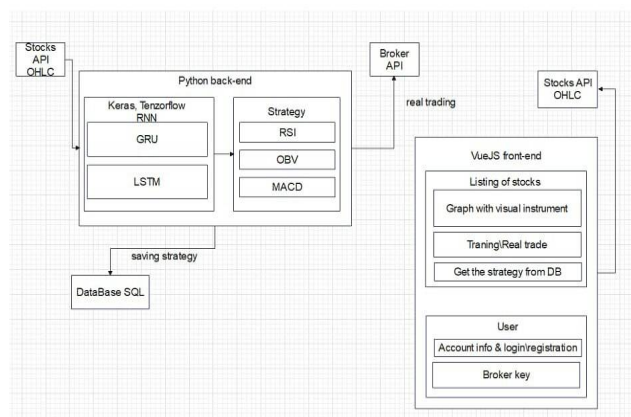 Stocks
API
OHLC
Python back-end
Keras, Tenzorflow
RNN
GRU
LSTM
Strategy
RSI
OBV
MACD
saving strategy
DataBase SQL
Broker
API
real trading
Stocks API
OHLC
VueJS front-end
Listing of stocks
Graph with visual instrument
Traning\Real trade
Get the strategy from DB
User
Account info & login\registration
Broker key